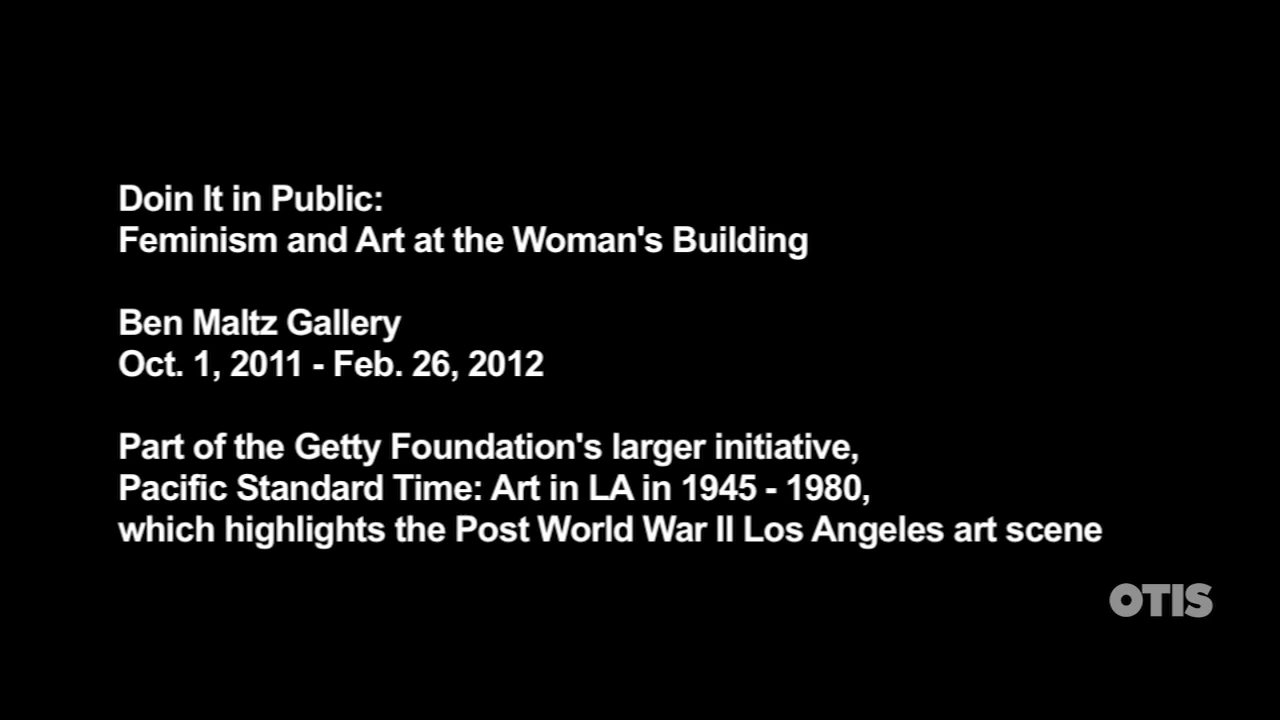 Doin It in Public:
Feminism and Art at the Woman's Building
Ben Maltz Gallery
Oct. 1, 2011 - Feb. 26, 2012
Part of the Getty Foundation's larger initiative,
Pacific Standard Time: Art in LA in 1945 - 1980,
which highlights the Post World War II Los Angeles art scene
OTIS